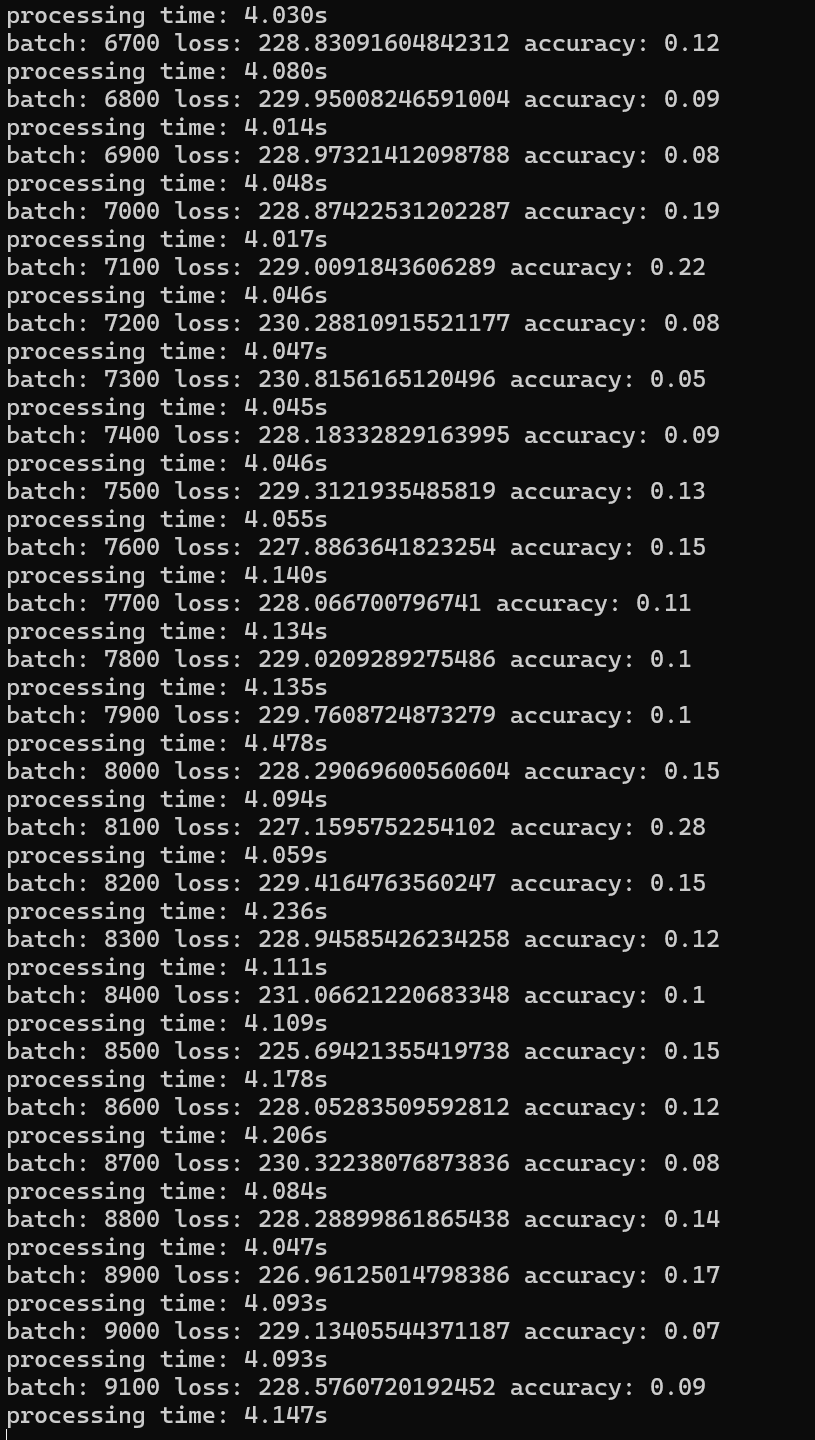 processing time: 4.030s
batch: 6700 loss: 228.83091604842312 accuracy: 0.12
processing time: 4.080s
batch: 6800 loss: 229.95008246591004 accuracy: 0.09
processing time: 4.014s
batch: 6900 loss: 228.97321412098788 accuracy: 0.08
processing time: 4.048s
batch: 7000 loss: 228.87422531202287 accuracy: 0.19
processing time: 4.017s
batch: 7100 loss: 229.0091843606289 accuracy: 0.22
processing time: 4.046s
batch: 7200 loss: 230.28810915521177 accuracy: 0.08
processing time: 4.047s
batch: 7300 loss: 230.8156165120496 accuracy: 0.05
processing time: 4.045s
batch: 7400 loss: 228.18332829163995 accuracy: 0.09
processing time: 4.046s
batch: 7500 loss: 229.3121935485819 accuracy: 0.13
processing time: 4.055s
batch: 7600 loss: 227.8863641823254 accuracy: 0.15
processing time: 4.140s
batch: 7700 loss: 228.066700796741 accuracy: 0.11
processing time: 4.134s
batch: 7800 loss: 229.0209289275486 accuracy: 0.1
processing time: 4.135s
batch: 7900 loss: 229.7608724873279 accuracy: 0.1
processing time: 4.478s
batch: 8000 loss: 228.29069600560604 accuracy: 0.15
processing time: 4.094s
batch: 8100 loss: 227.1595752254102 accuracy: 0.28
processing time: 4.059s
batch: 8200 loss: 229.4164763560247 accuracy: 0.15
processing time: 4.236s
batch: 8300 loss: 228.94585426234258 accuracy: 0.12
processing time: 4.111s
batch: 8400 loss: 231.06621220683348 accuracy: 0.1
processing time: 4.109s
batch: 8500 loss: 225.69421355419738 accuracy: 0.15
processing time: 4.178s
batch: 8600 loss: 228.05283509592812 accuracy: 0.12
processing time: 4.206s
batch: 8700 loss: 230.32238076873836 accuracy: 0.08
processing time: 4.084s
batch: 8800 loss: 228.28899861865438 accuracy: 0.14
processing time: 4.047s
batch: 8900 loss: 226.96125014798386 accuracy: 0.17
processing time: 4.093s
batch: 9000 loss: 229.13405544371187 accuracy: 0.07
processing time: 4.093s
batch: 9100 loss: 228.5760720192452 accuracy: 0.09
processing time: 4.147s